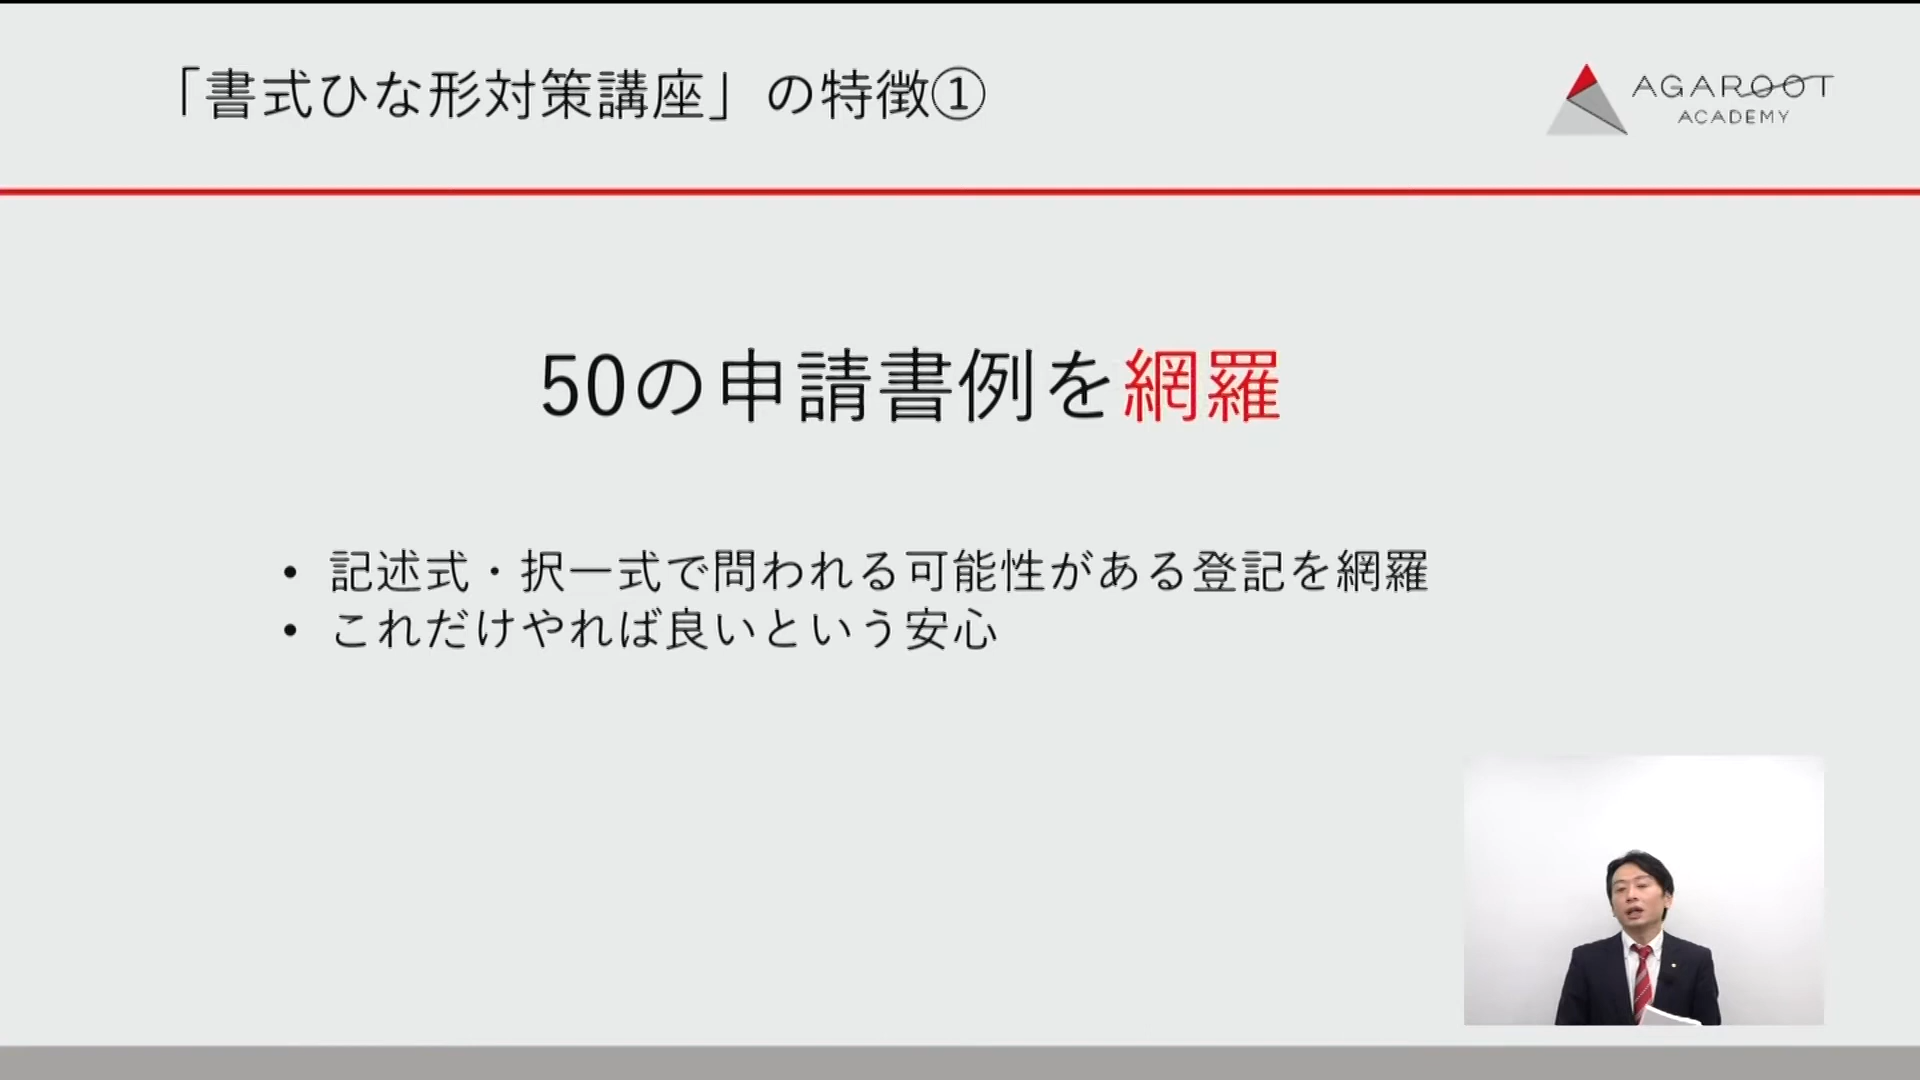 「書式ひな形対策講座」の特徴①
AGAROOT
ACADEMY
50の申請書例を網羅
• 記述式・択一式で問われる可能性がある登記を網羅
• これだけやれば良いという安心